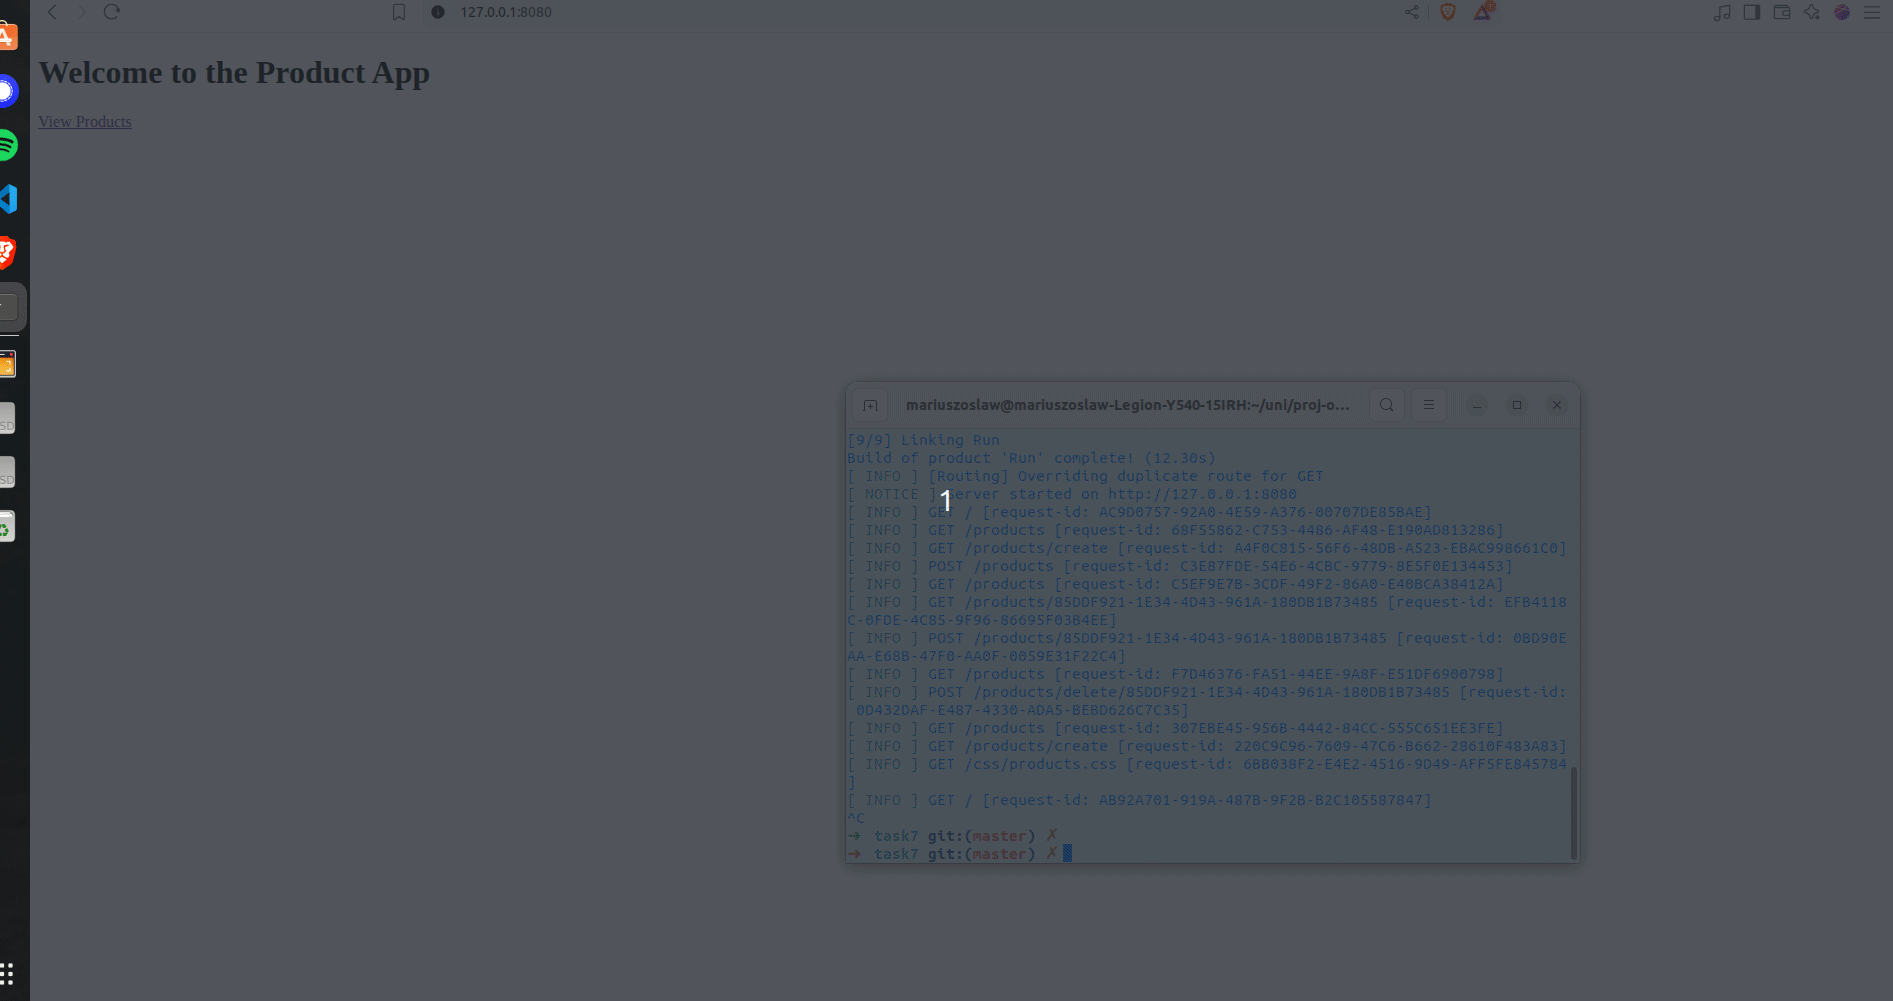 127.0.0.1:8080
Welcome to the Product App
View Products
mariuszoslaw@mariuszoslaw-Legion-Y540-15IRH:~/uni/proj-o...
[9/9] Linking Run
Build of product 'Run' complete! (12.30s)
[ INFO ] [Routing] Overriding duplicate route for GET
[ NOTICE ] Server started on http://127.0.0.1:8080
1
[ INFO ] GET / [request-id: AC9D0757-92A0-4E59-A376-00707DE85BAE]
[ INFO ] GET /products [request-id: 68F55862-C753-4486-AF48-E190AD813286]
[ INFO ] GET /products/create [request-id: A4F0C815-56F6-48DB-A523-EBAC998661C0]
[ INFO ] POST /products [request-id: C3E87FDE-54E6-4CBC-9779-8E5F0E134453]
[ INFO ] GET /products [request-id: C5EF9E7B-3CDF-49F2-86A0-E40BCA38412A]
[ INFO ] GET /products/85DDF921-1E34-4D43-961A-180DB1B73485 [request-id: EFB4118
C-0FDE-4C85-9F96-86695F03B4EE]
[ INFO ] POST /products/85DDF921-1E34-4D43-961A-180DB1B73485 [request-id: 0BD90E
AA-E68B-47F0-AA0F-0059E31F22C4]
[ INFO ] GET /products [request-id: F7D46376-FA51-44EE-9A8F-E51DF6900798]
[ INFO ] POST /products/delete/85DDF921-1E34-4D43-961A-180DB1B73485 [request-id:
0D432DAF-E487-4330-ADA5-BEBD626C7C35]
[ INFO ] GET /products [request-id: 307EBE45-956B-4442-84CC-555C651EE3FE]
[ INFO ] GET /products/create [request-id: 220C9C96-7609-47C6-B662-28610F483A83]
[ INFO ] GET /css/products.css [request-id: 6BB038F2-E4E2-4516-9D49-AFF5FE845784
]
[ INFO ] GET / [request-id: AB92A701-919A-487B-9F2B-B2C105587847]
^C
➜ task7 git:(master) ✗
➜ task7 git:(master) ✗
SD
SD